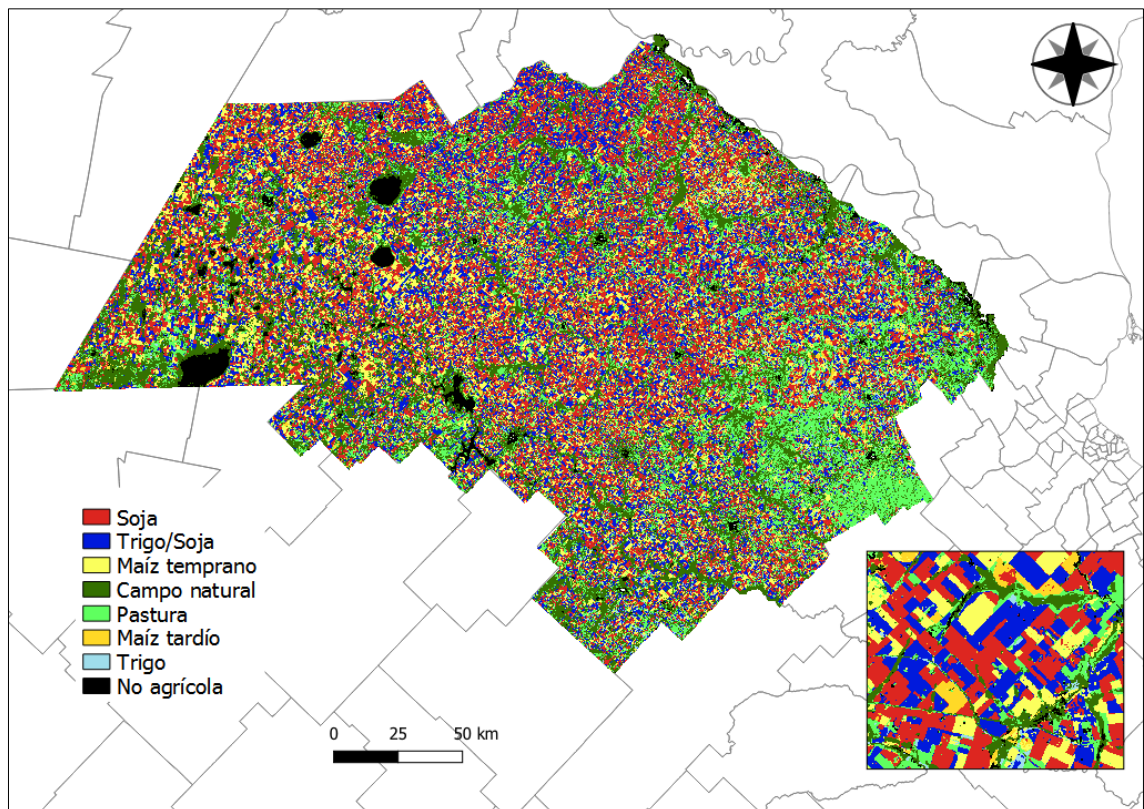 Soja
Trigo/Soja
Maíz temprano
Campo natural
Pastura
Maíz tardío
Trigo
No agrícola
0 25 50 km